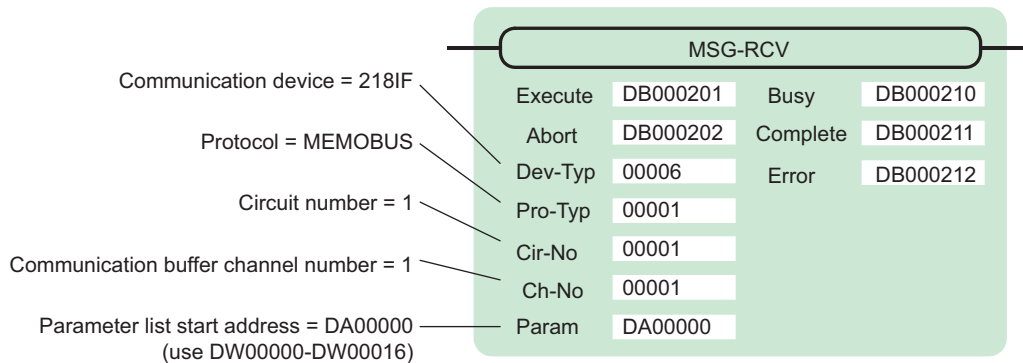 MSG-RCV
Communication device = 218IF
Protocol = MEMOBUS
Circuit number = 1
Communication buffer channel number = 1
Parameter list start address = DA00000
(use DW00000-DW00016)
Execute DB000201 Busy DB000210
Abort DB000202 Complete DB000211
Dev-Typ 00006 Error DB000212
Pro-Typ 00001
Cir-No 00001
Ch-No 00001
Param DA00000